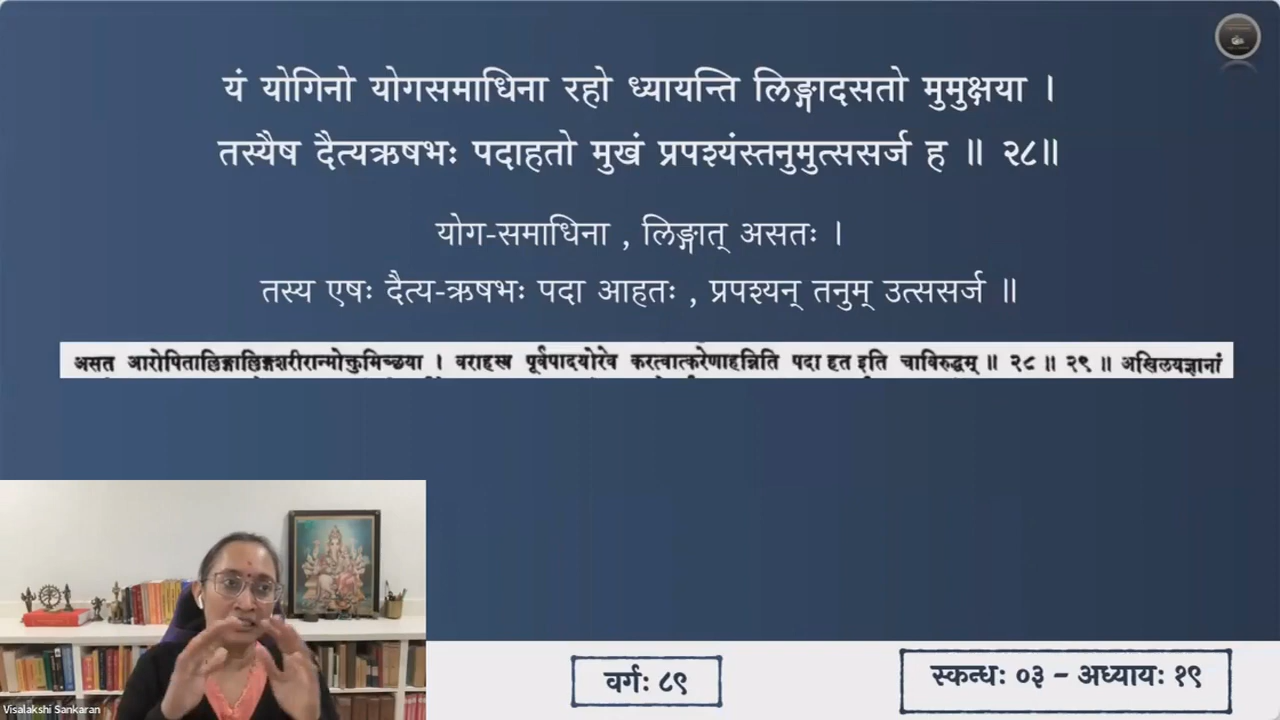 यं योगिनो योगसमाधिना रहो ध्यायन्ति लिङ्गादसतो मुमुक्षया ।
तस्यैष दैत्यऋषभः पदाहतो मुखं प्रपश्यंस्तनुमुत्ससर्ज ह ॥ २८॥
योग-समाधिना , लिङ्गात् असतः ।
तस्य एषः दैत्य-ऋषभः पदा आहतः , प्रपश्यन् तनुम् उत्ससर्ज ॥
असत आरोपिताल्लिङ्गाल्लिङ्गशरीरान्मोक्तुमिच्छया । वराहस्य पूर्वपादयोरेव करत्वात्करेणाहन्निति पदा हत इति चाविरुद्धम् ॥ २८ ॥ २९ ॥ अखिलयज्ञानां
Visalakshi Sankaran
वर्गः ८९
स्कन्धः ०३ - अध्यायः १९